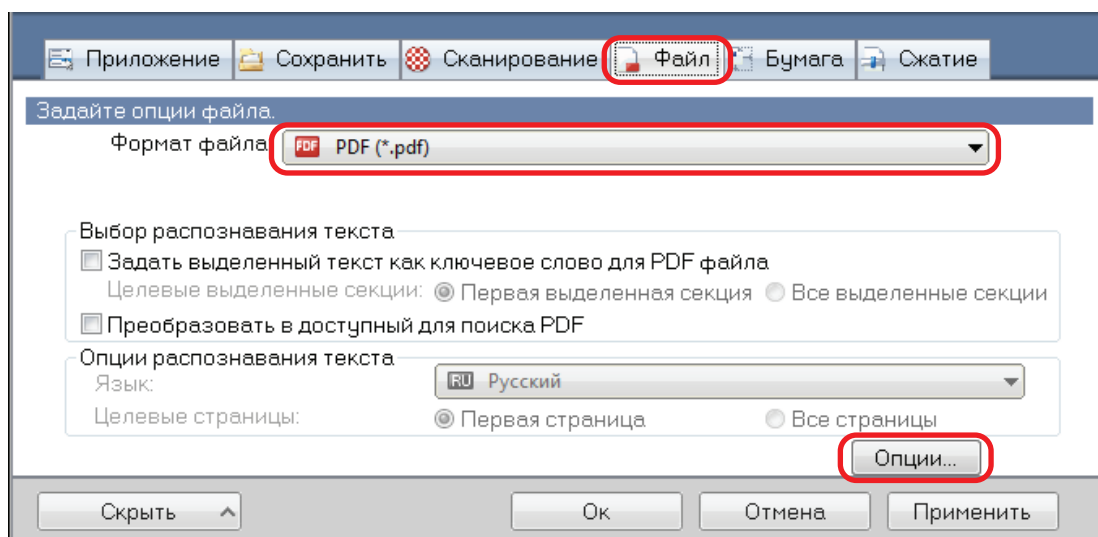 Приложение Сохранить Сканирование Файл Бумага Сжатие
Задайте опции файла.
Формат файла PDF PDF (*.pdf)
Выбор распознавания текста
Задать выделенный текст как ключевое слово для PDF файла
Целевые выделенные секции: Первая выделенная секция Все выделенные секции
Преобразовать в доступный для поиска PDF
Опции распознавания текста
Язык: RU Русский
Целевые страницы: Первая страница Все страницы
Опции...
Скрыть Ок Отмена Применить